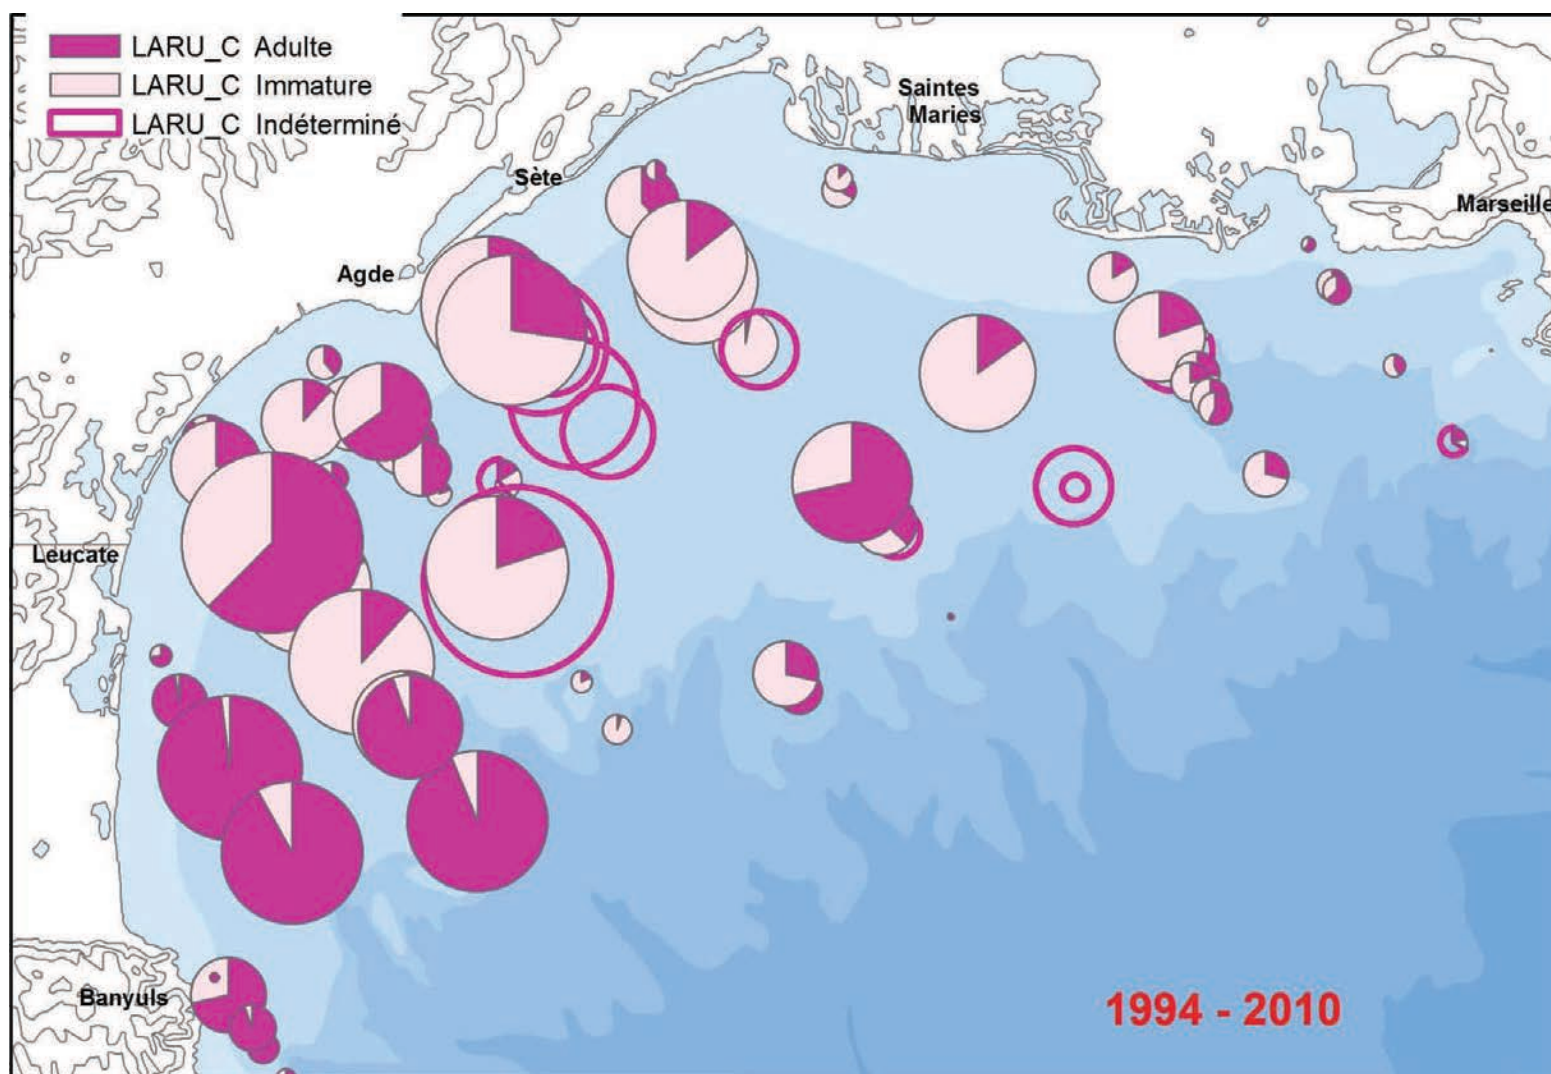 LARU_C Adulte
LARU_C Immature
LARU_C Indéterminé
Saintes
Maries
Sète
Marseille
Agde
Leucate
Banyuls
1994 - 2010